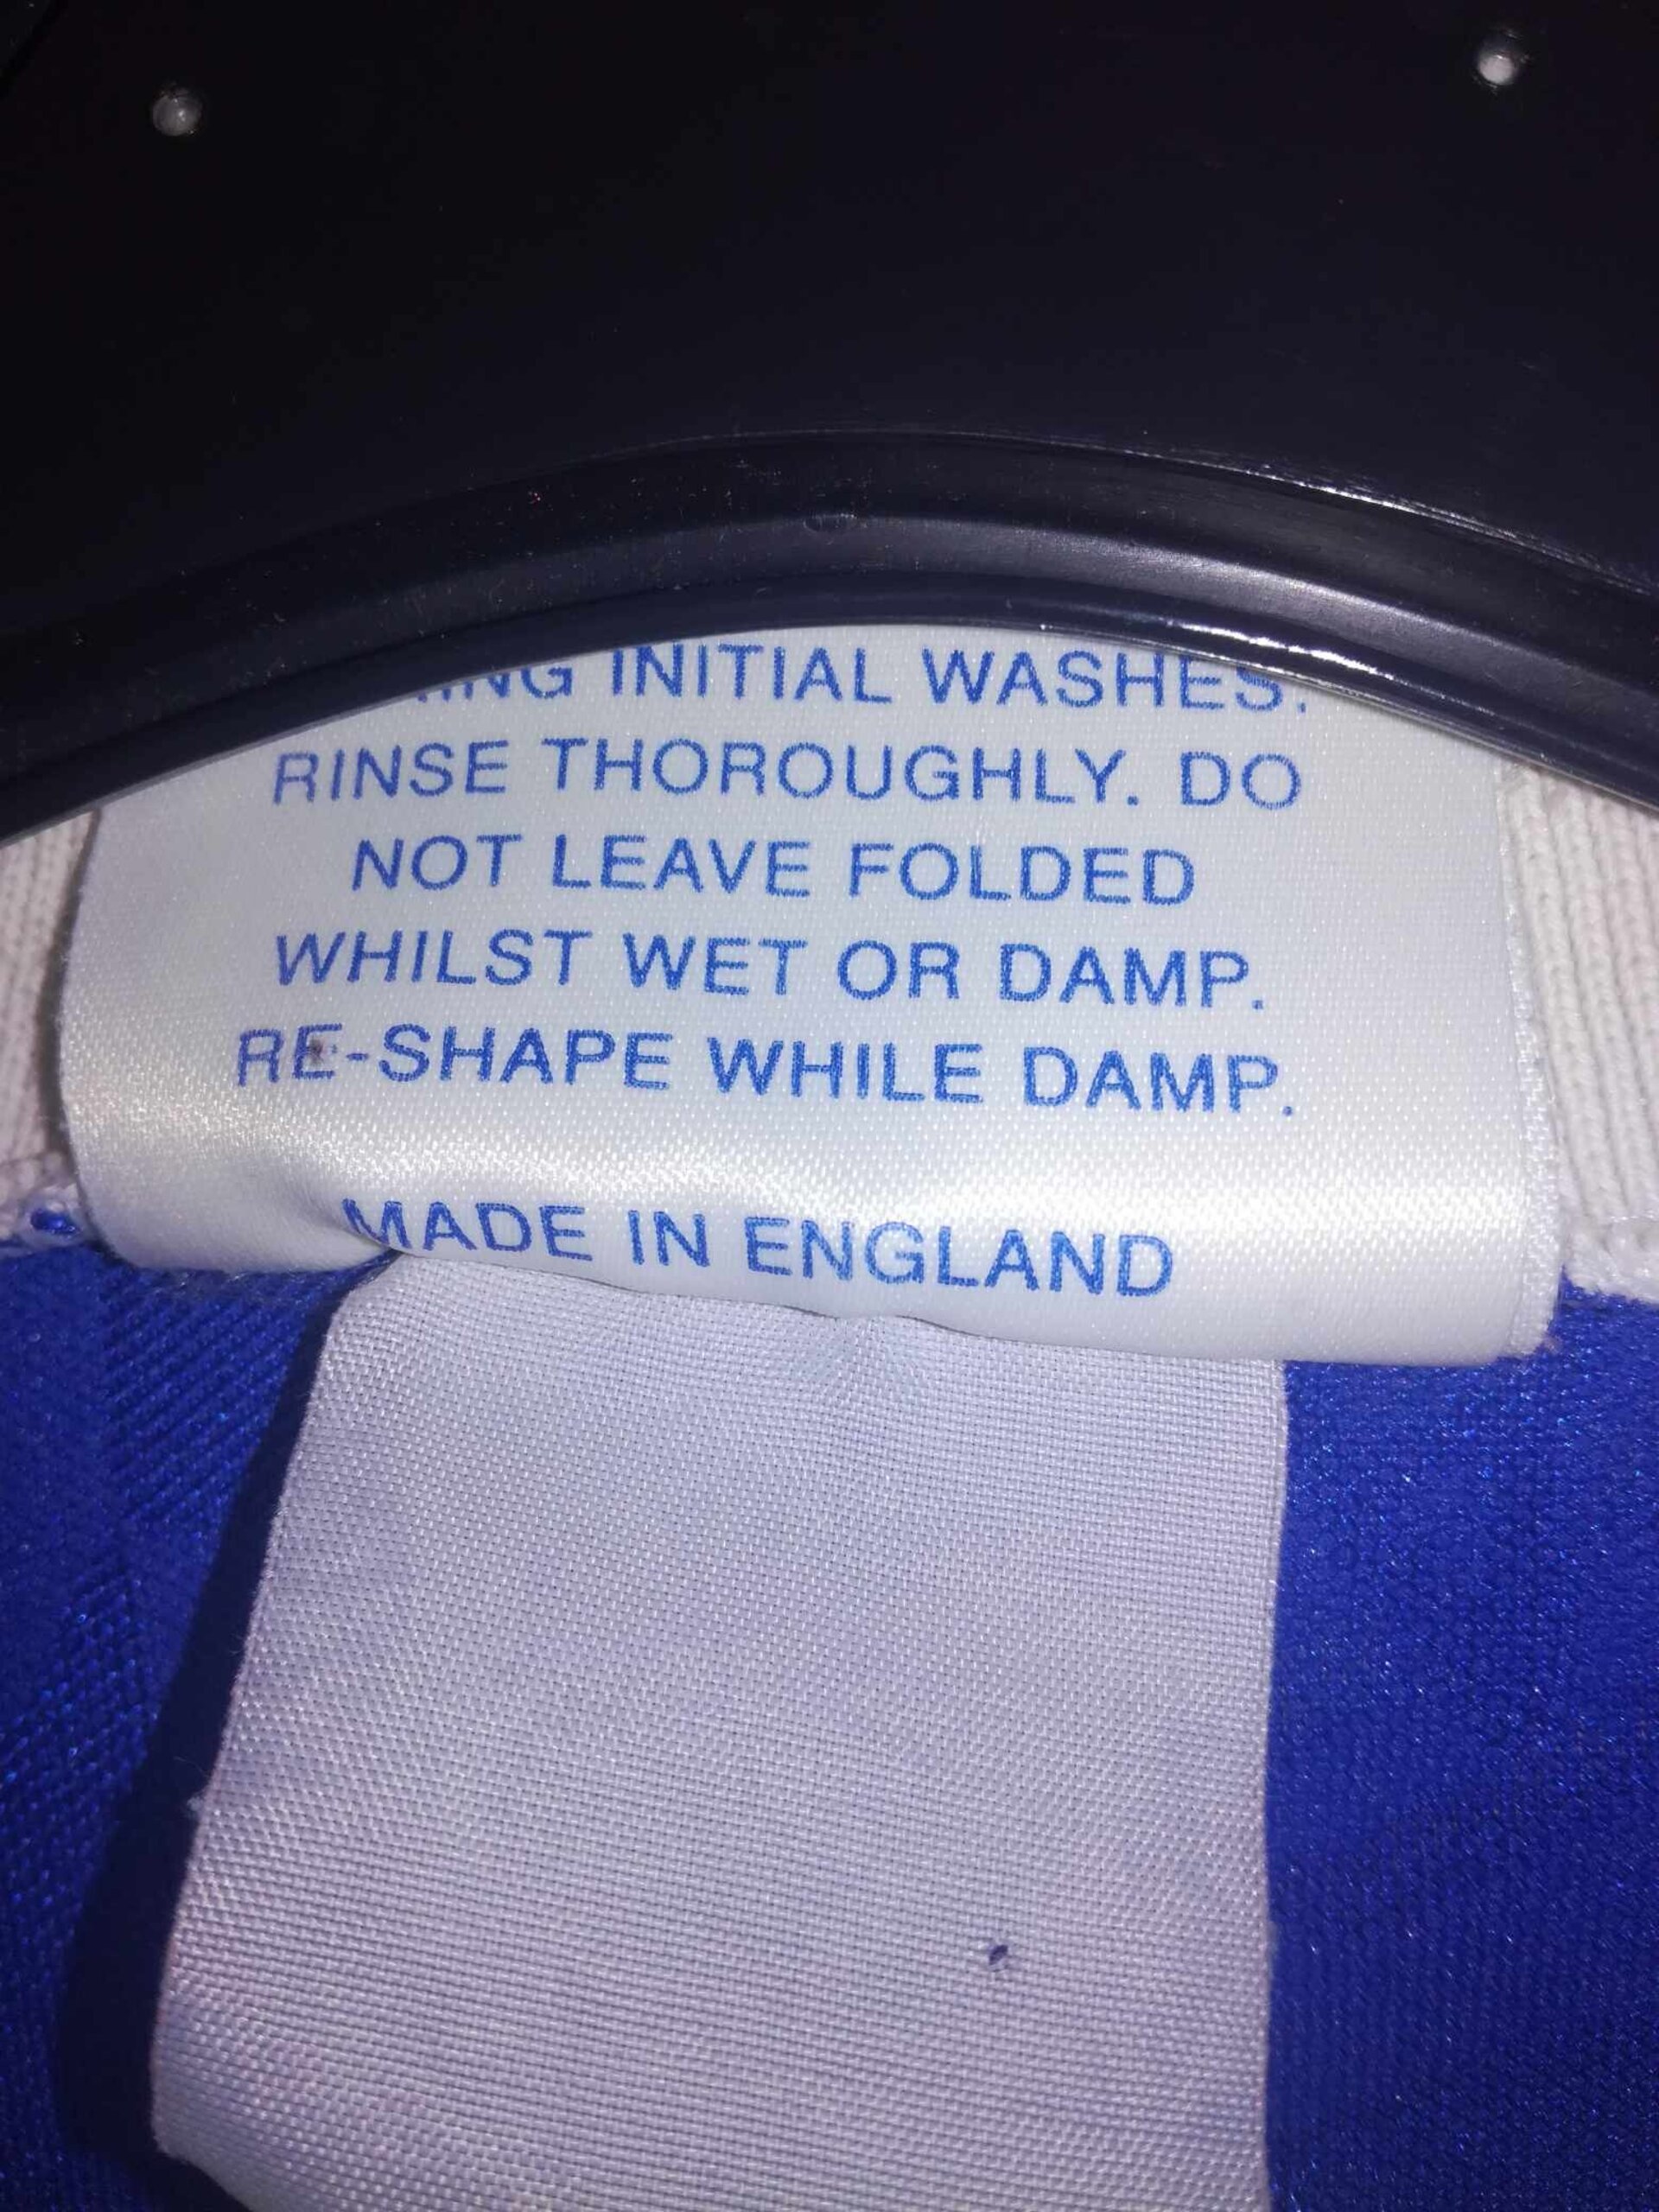 INITIAL WASHES.
RINSE THOROUGHLY. DO
NOT LEAVE FOLDED
WHILST WET OR DAMP.
RE-SHAPE WHILE DAMP.
MADE IN ENGLAND